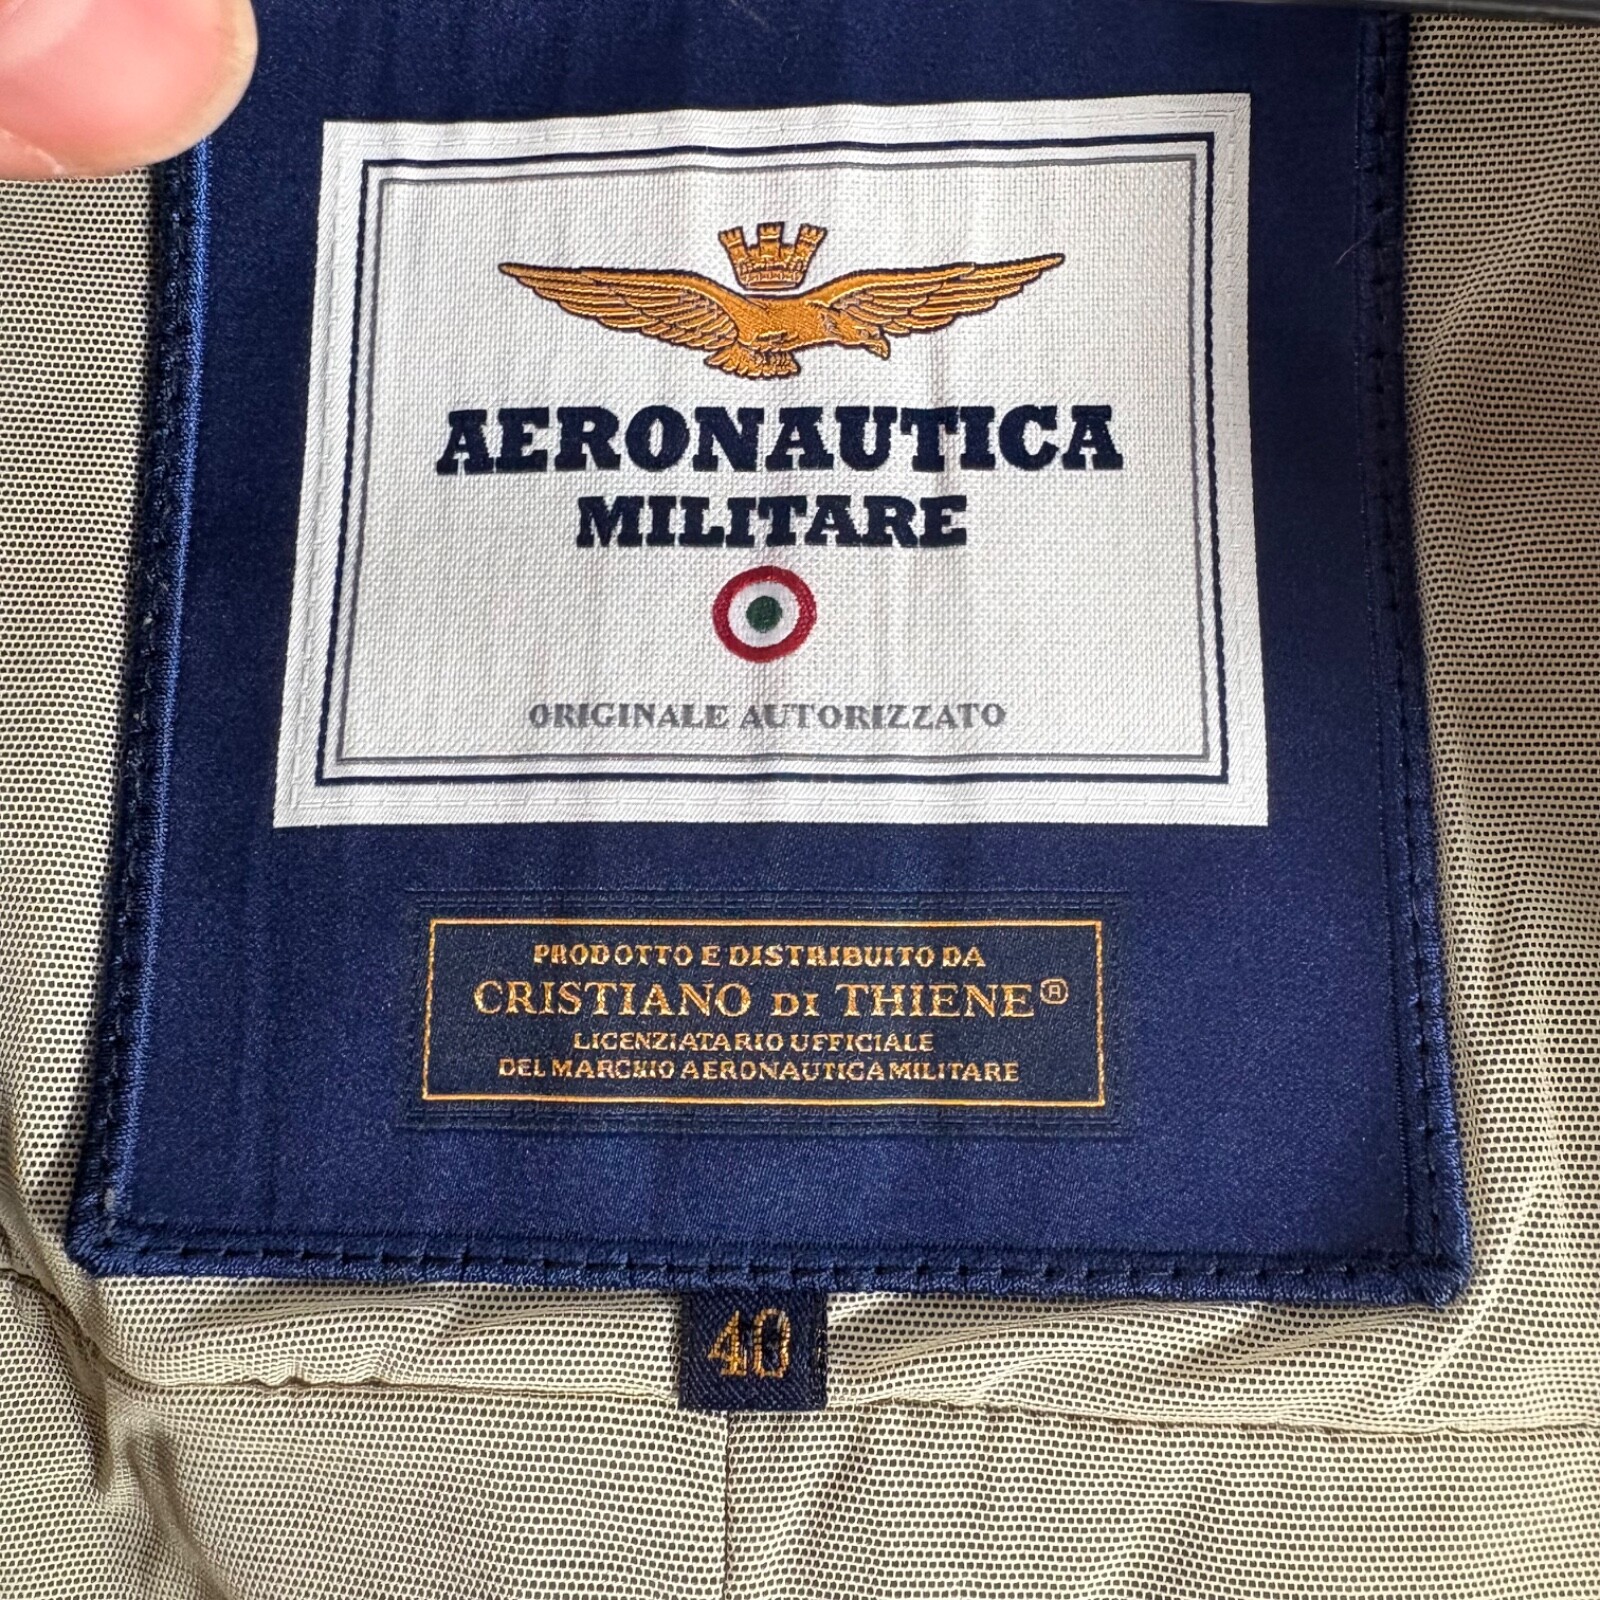 AERONAUTICA
MILITARE
ORIGINALE AUTORIZZATO
PRODOTTO E DISTRIBUITO DA
CRISTIANO DI THIENE®
LICENZIATARIO UFFICIALE
DEL MARCHIO AERONAUTICA MILITARE
40